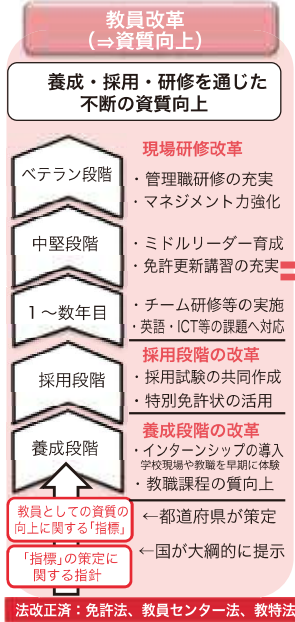 教員改革
（⇒資質向上）
養成・採用・研修を通じた
不断の資質向上
現場研修改革
ベテラン段階
・管理職研修の充実
・マネジメント力強化
中堅段階
・ミドルリーダー育成
・免許更新講習の充実
1～数年目
・チーム研修等の実施
・英語・ICT等の課題へ対応
採用段階の改革
採用段階
・採用試験の共同作成
・特別免許状の活用
養成段階の改革
養成段階
・インターンシップの導入
学校現場や教職を早期に体験
・教職課程の質向上
教員としての資質の
向上に関する「指標」
←都道府県が策定
「指標」の策定に
関する指針
←国が大綱的に提示
法改正済：免許法、教員センター法、教特法